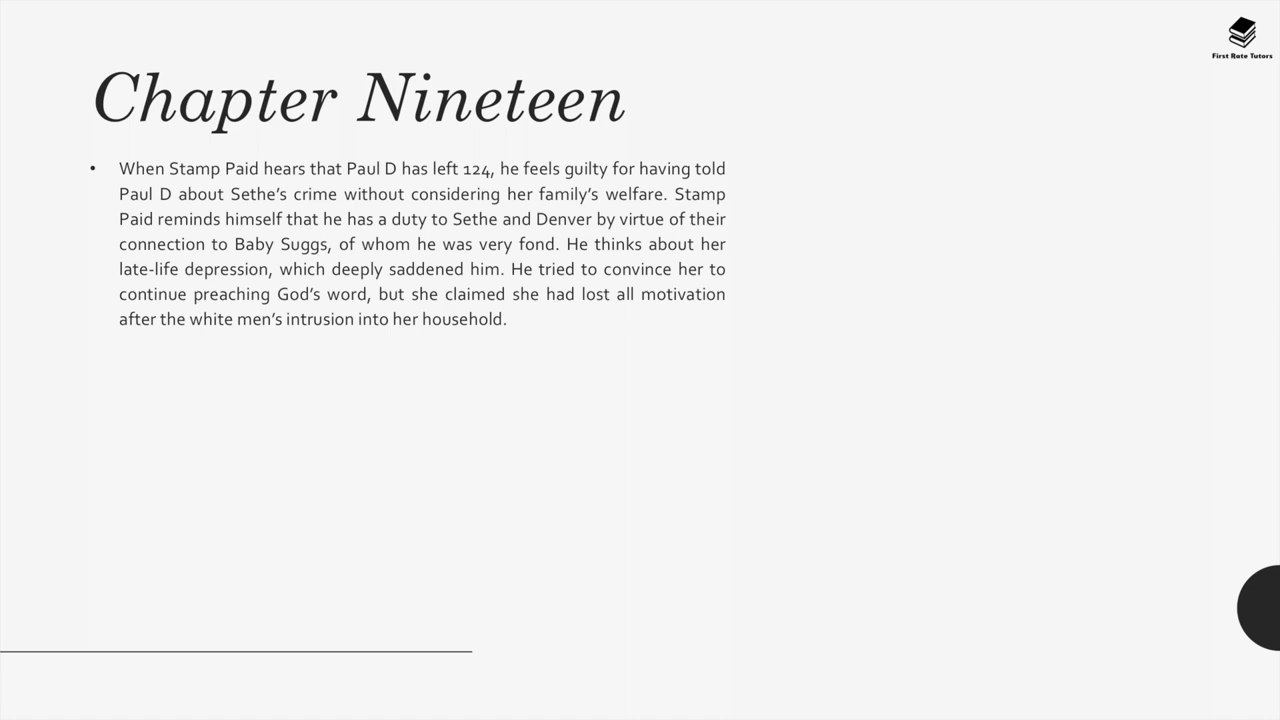 First Rate Tutors
Chapter Nineteen
• When Stamp Paid hears that Paul D has left 124, he feels guilty for having told
Paul D about Sethe’s crime without considering her family’s welfare. Stamp
Paid reminds himself that he has a duty to Sethe and Denver by virtue of their
connection to Baby Suggs, of whom he was very fond. He thinks about her
late-life depression, which deeply saddened him. He tried to convince her to
continue preaching God’s word, but she claimed she had lost all motivation
after the white men’s intrusion into her household.